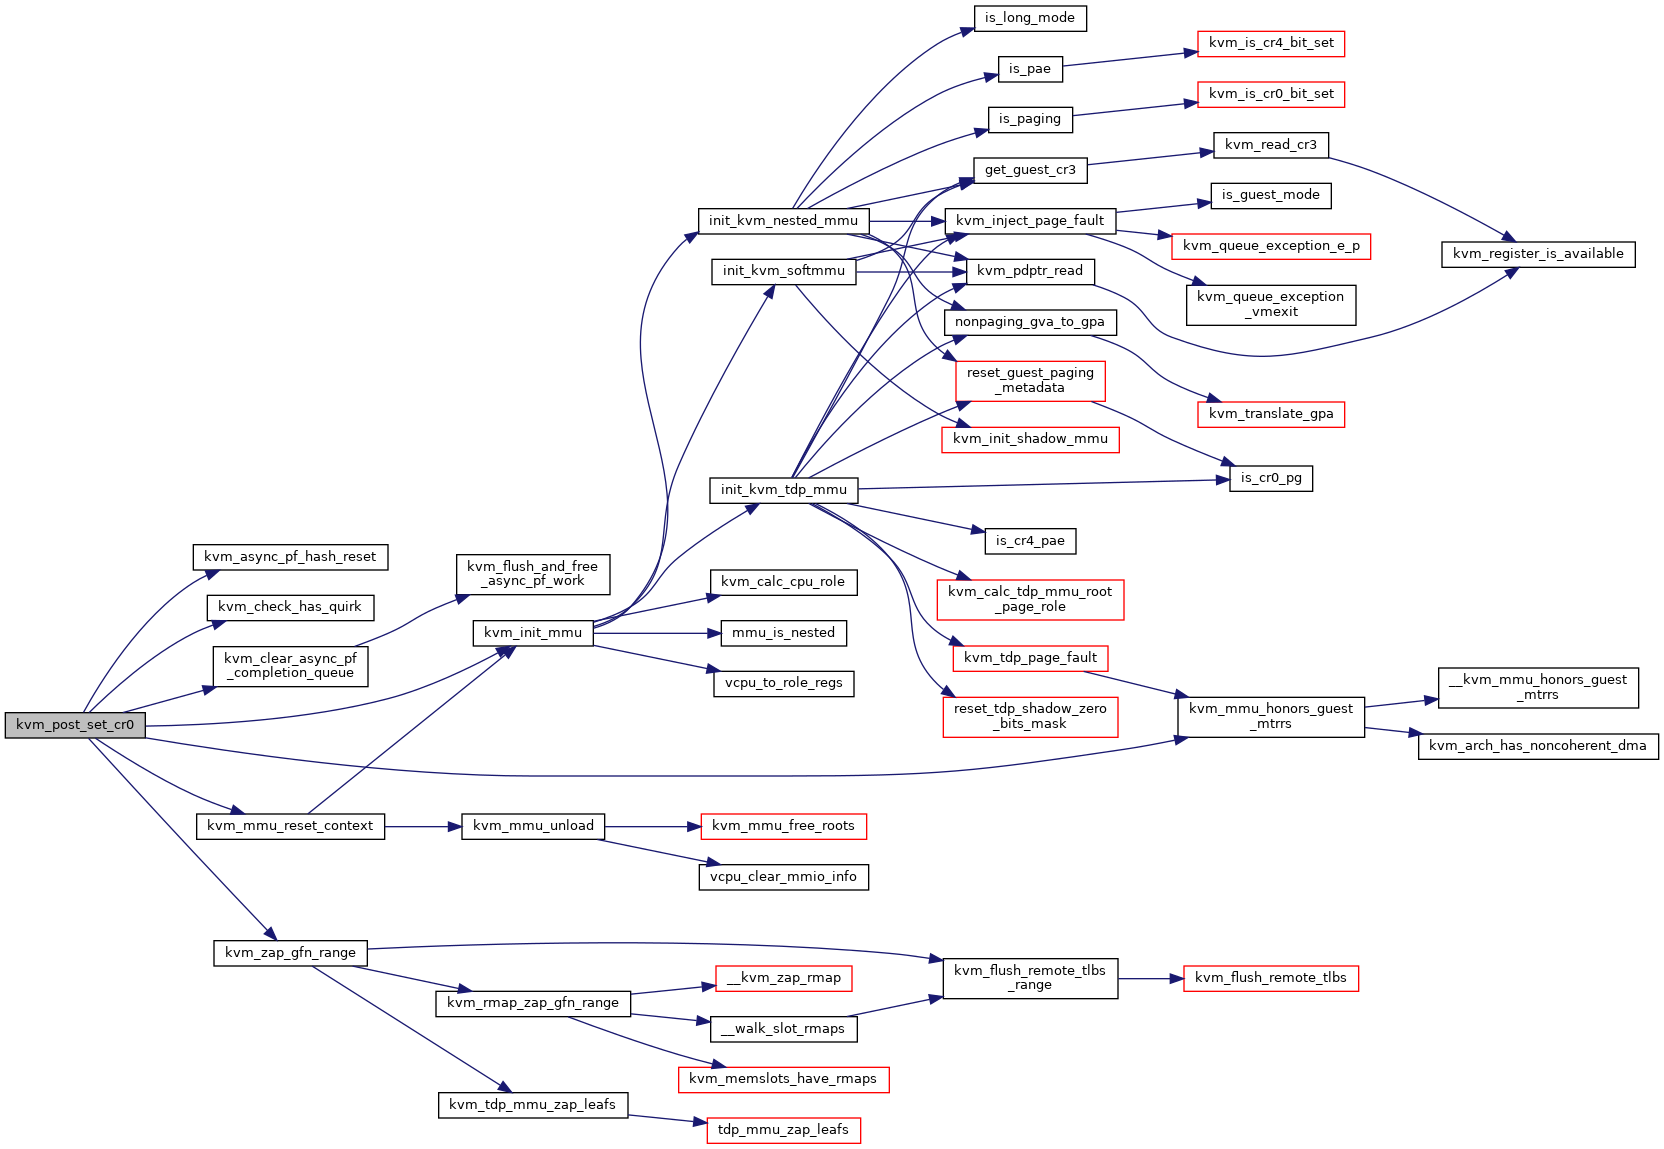 is_long_mode
kvm_is_cr4_bit_set
is_pae
kvm_is_cr0_bit_set
is_paging
kvm_read_cr3
get_guest_cr3
is_guest_mode
init_kvm_nested_mmu
kvm_inject_page_fault
kvm_queue_exception_e_p
kvm_register_is_available
init_kvm_softmmu
kvm_pdptr_read
kvm_queue_exception
_vmexit
nonpaging_gva_to_gpa
reset_guest_paging
_metadata
kvm_translate_gpa
kvm_init_shadow_mmu
is_cr0_pg
init_kvm_tdp_mmu
is_cr4_pae
kvm_async_pf_hash_reset
kvm_flush_and_free
_async_pf_work
kvm_calc_cpu_role
kvm_calc_tdp_mmu_root
_page_role
kvm_check_has_quirk
kvm_init_mmu
mmu_is_nested
kvm_clear_async_pf
_completion_queue
kvm_tdp_page_fault
vcpu_to_role_regs
__kvm_mmu_honors_guest
_mtrrs
reset_tdp_shadow_zero
_bits_mask
kvm_mmu_honors_guest
_mtrrs
kvm_post_set_cr0
kvm_arch_has_noncoherent_dma
kvm_mmu_reset_context
kvm_mmu_unload
kvm_mmu_free_roots
vcpu_clear_mmio_info
kvm_zap_gfn_range
kvm_flush_remote_tlbs
_range
kvm_flush_remote_tlbs
__kvm_zap_rmap
kvm_rmap_zap_gfn_range
__walk_slot_rmaps
kvm_memslots_have_rmaps
kvm_tdp_mmu_zap_leafs
tdp_mmu_zap_leafs